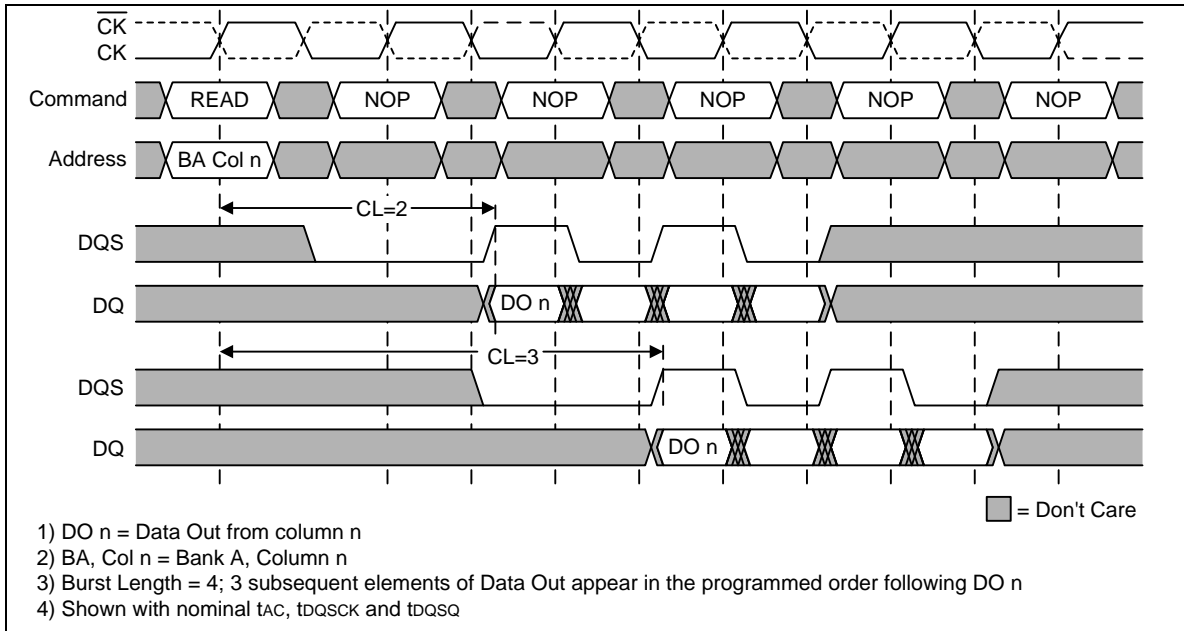 CK
CK
Command READ NOP NOP NOP NOP NOP
Address BA Col n
CL=2
DQS
DQ DO n
CL=3
DQS
DQ DO n
= Don't Care
1) DO n = Data Out from column n
2) BA, Col n = Bank A, Column n
3) Burst Length = 4; 3 subsequent elements of Data Out appear in the programmed order following DO n
4) Shown with nominal tAC, tDQSCK and tDQSQ